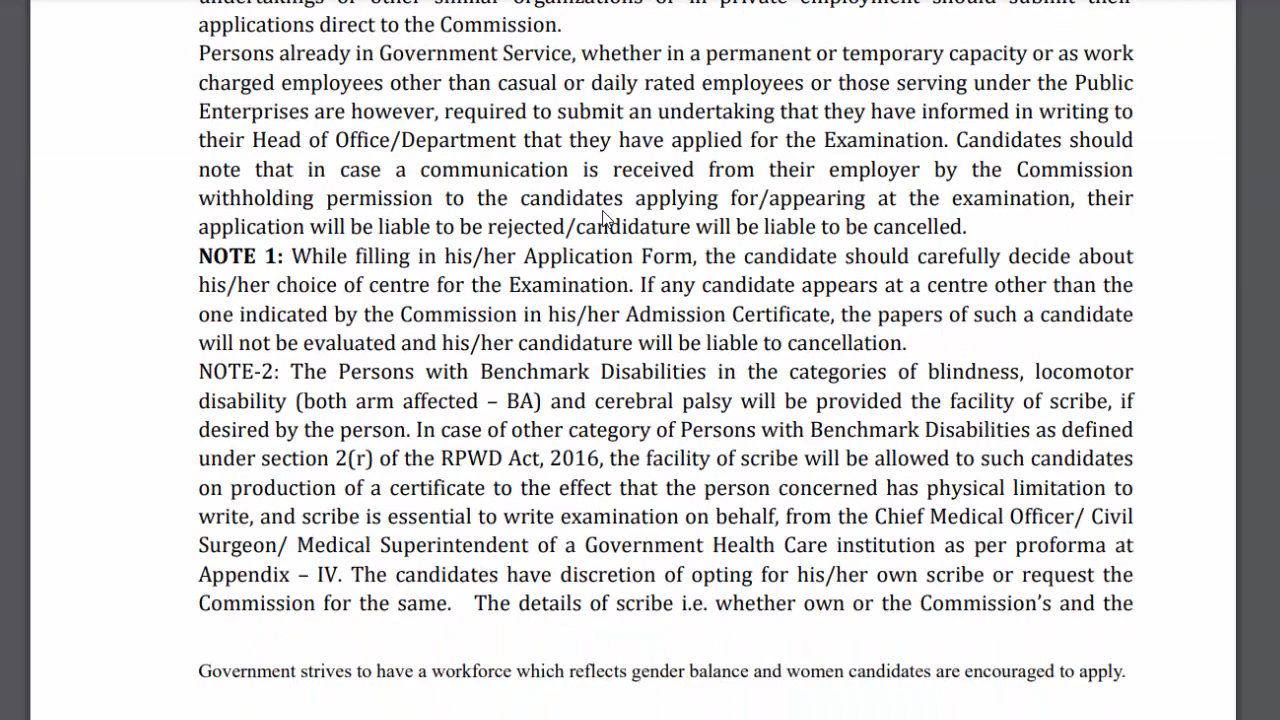 undertakings or other similar organizations or in private employment should submit their
applications direct to the Commission.
Persons already in Government Service, whether in a permanent or temporary capacity or as work
charged employees other than casual or daily rated employees or those serving under the Public
Enterprises are however, required to submit an undertaking that they have informed in writing to
their Head of Office/Department that they have applied for the Examination. Candidates should
note that in case a communication is received from their employer by the Commission
withholding permission to the candidates applying for/appearing at the examination, their
application will be liable to be rejected/candidature will be liable to be cancelled.
NOTE 1: While filling in his/her Application Form, the candidate should carefully decide about
his/her choice of centre for the Examination. If any candidate appears at a centre other than the
one indicated by the Commission in his/her Admission Certificate, the papers of such a candidate
will not be evaluated and his/her candidature will be liable to cancellation.
NOTE-2: The Persons with Benchmark Disabilities in the categories of blindness, locomotor
disability (both arm affected – BA) and cerebral palsy will be provided the facility of scribe, if
desired by the person. In case of other category of Persons with Benchmark Disabilities as defined
under section 2(r) of the RPWD Act, 2016, the facility of scribe will be allowed to such candidates
on production of a certificate to the effect that the person concerned has physical limitation to
write, and scribe is essential to write examination on behalf, from the Chief Medical Officer/ Civil
Surgeon/ Medical Superintendent of a Government Health Care institution as per proforma at
Appendix – IV. The candidates have discretion of opting for his/her own scribe or request the
Commission for the same. The details of scribe i.e. whether own or the Commission’s and the
Government strives to have a workforce which reflects gender balance and women candidates are encouraged to apply.